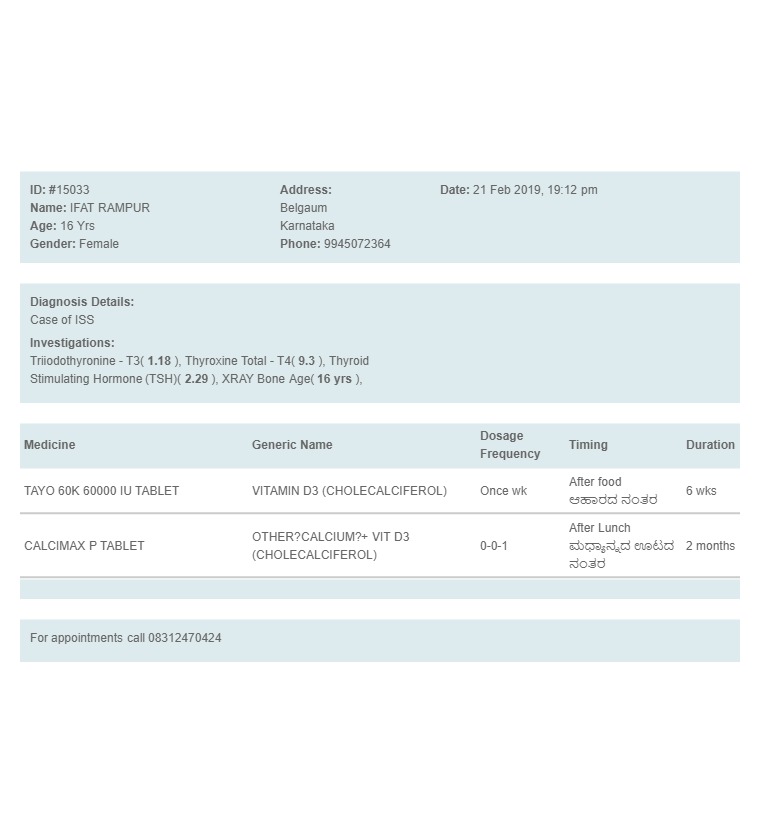 ID: #15033
Name: IFAT RAMPUR
Age: 16 Yrs
Gender: Female
Address:
Belgaum
Karnataka
Phone: 9945072364
Date: 21 Feb 2019, 19:12 pm
Diagnosis Details:
Case of ISS
Investigations:
Triiodothyronine - T3( 1.18 ), Thyroxine Total - T4( 9.3 ), Thyroid
Stimulating Hormone (TSH)( 2.29 ), XRAY Bone Age( 16 yrs ),
Medicine Generic Name Dosage Frequency Timing Duration
TAYO 60K 60000 IU TABLET VITAMIN D3 (CHOLECALCIFEROL) Once wk After food 6 wks
ಆಹಾರದ ನಂತರ
After Lunch
OTHER?CALCIUM?+ VIT D3
CALCIMAX P TABLET 0-0-1 ಮಧ್ಯಾನ್ನದ ಊಟದ 2 months
(CHOLECALCIFEROL)
ನಂತರ
For appointments call 08312470424